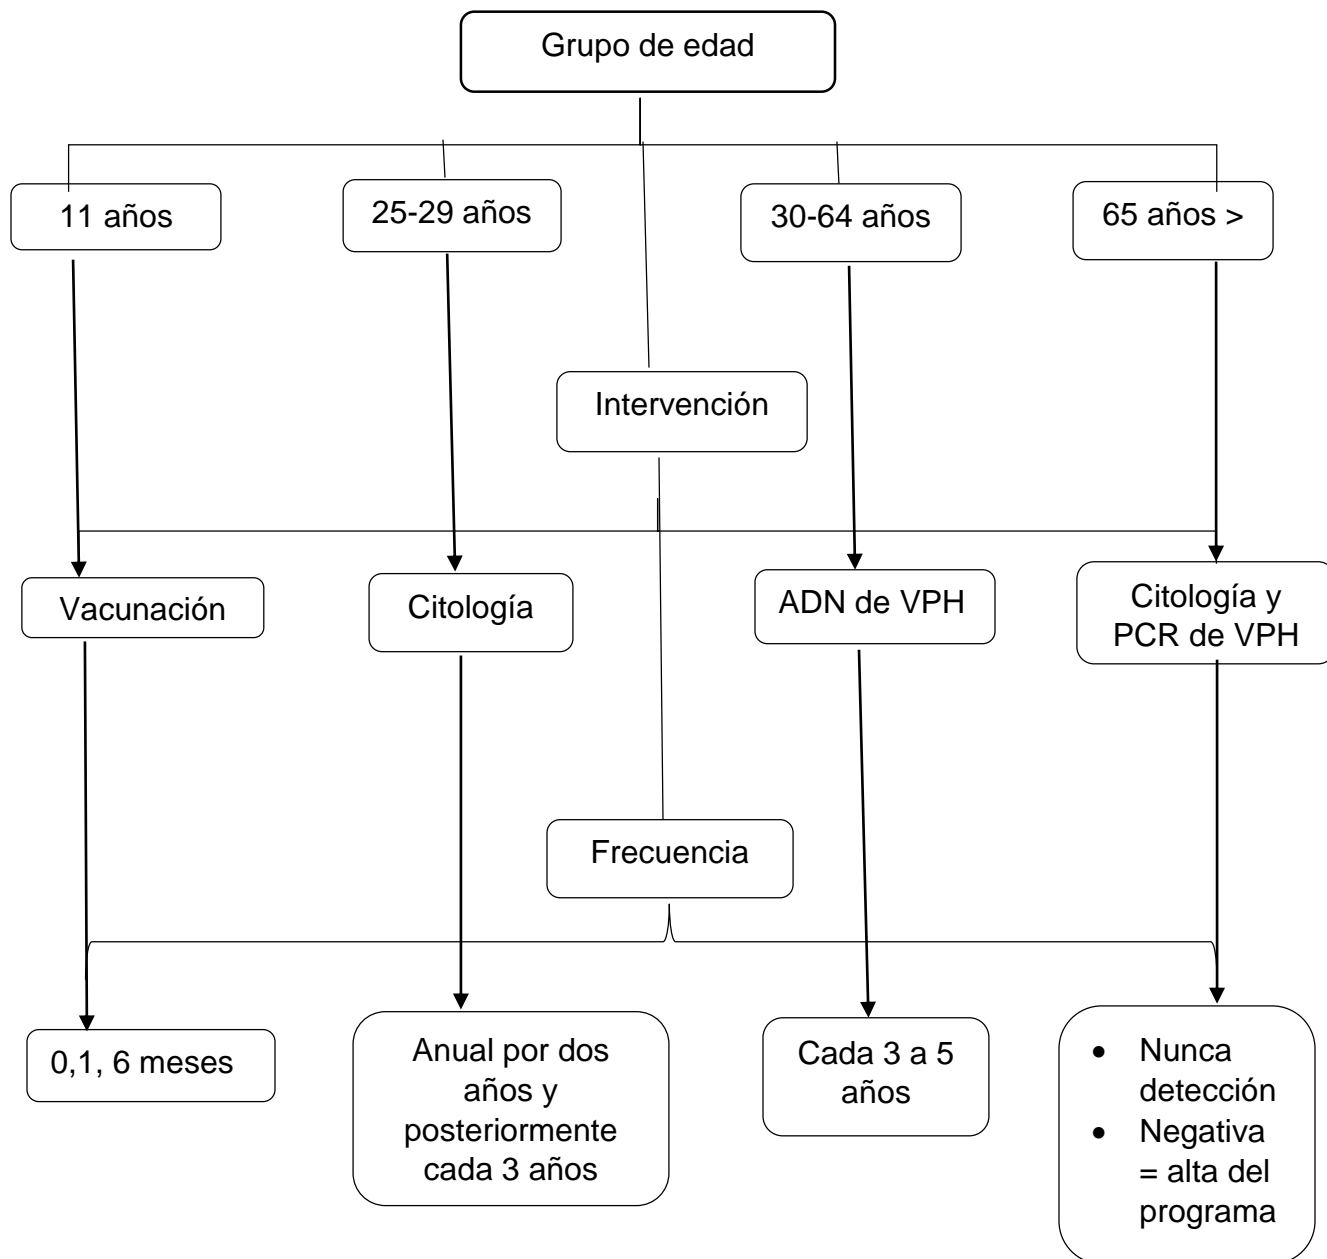 Grupo de edad
11 años
25-29 años
30-64 años
65 años >
Intervención
Vacunación
Citología
ADN de VPH
Citología y
PCR de VPH
Frecuencia
0,1, 6 meses
Anual por dos
años y
posteriormente
cada 3 años
Cada 3 a 5
años
• Nunca
detección
• Negativa
= alta del
programa